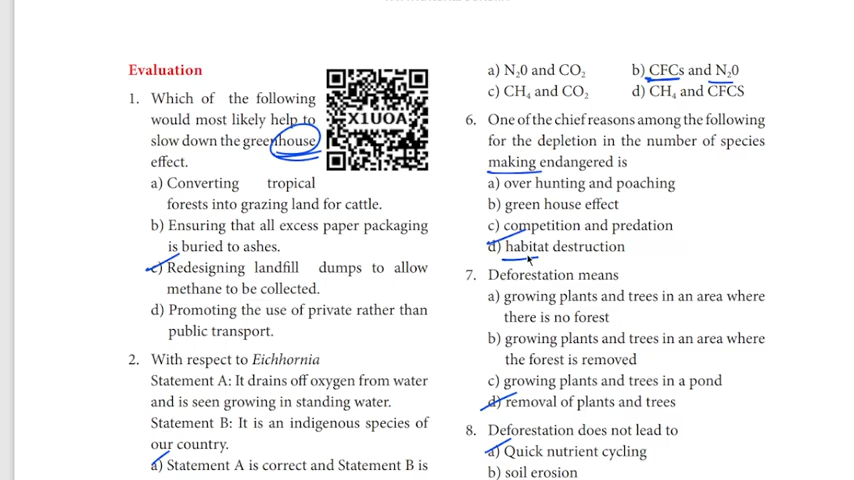 Evaluation
1. Which of the following
would most likely help to
slow down the greenhouse
effect.
a) Converting tropical
forests into grazing land for cattle.
b) Ensuring that all excess paper packaging
is buried to ashes.
c) Redesigning landfill dumps to allow
methane to be collected.
d) Promoting the use of private rather than
public transport.
2. With respect to Eichhornia
Statement A: It drains off oxygen from water
and is seen growing in standing water.
Statement B: It is an indigenous species of
our country.
a) Statement A is correct and Statement B is
X1UOA
a) N₂0 and CO₂ b) CFCs and N₂0
c) CH₄ and CO₂ d) CH₄ and CFCS
6. One of the chief reasons among the following
for the depletion in the number of species
making endangered is
a) over hunting and poaching
b) green house effect
c) competition and predation
d) habitat destruction
7. Deforestation means
a) growing plants and trees in an area where
there is no forest
b) growing plants and trees in an area where
the forest is removed
c) growing plants and trees in a pond
d) removal of plants and trees
8. Deforestation does not lead to
a) Quick nutrient cycling
b) soil erosion